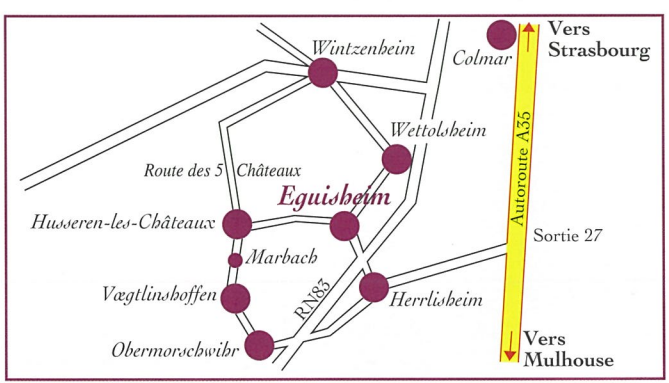 Vers
Strasbourg
Wintzenheim
Colmar
Wettolsheim
Autoroute A35
Route des 5 Châteaux
Eguisheim
Husseren-les-Châteaux
Sortie 27
Marbach
Vœgtlinshoffen
RN83
Herrlisheim
Obermorschwihr
Vers
Mulhouse